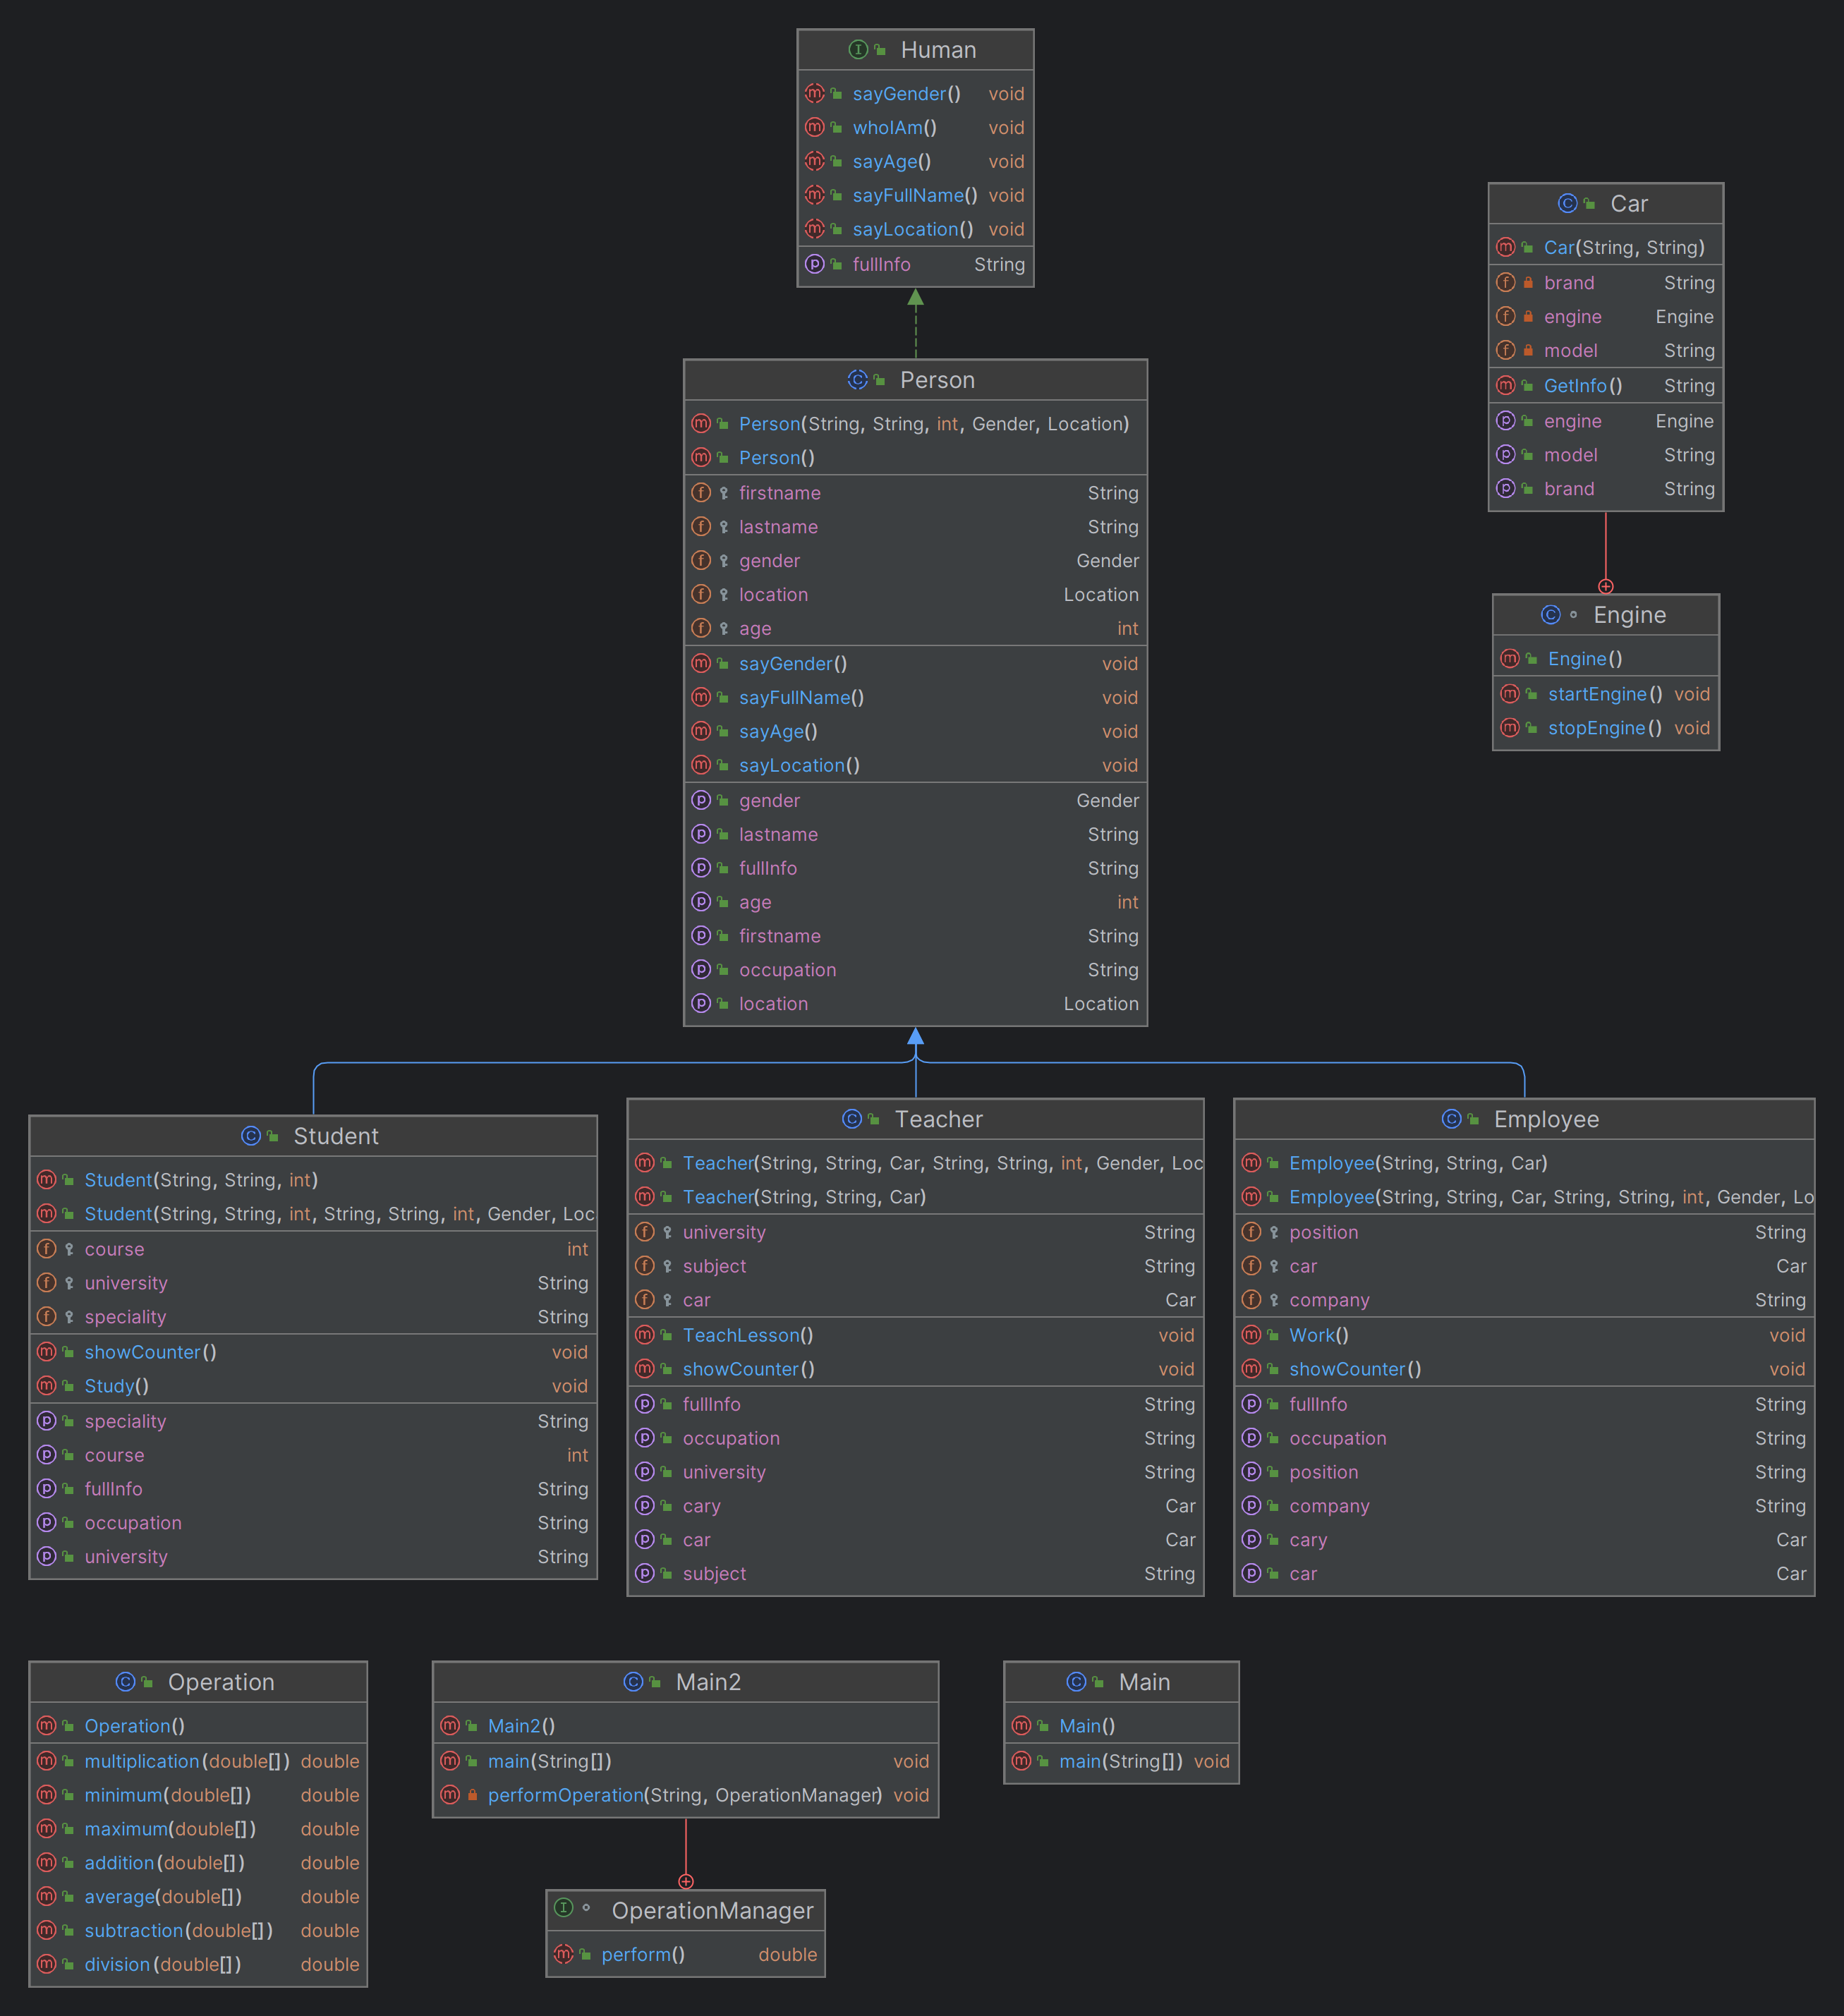 Human
sayGender() void
whoIAm() void
sayAge() void
sayFullName() void
sayLocation() void
fullInfo String
Car
Car(String, String)
brand String
engine Engine
model String
GetInfo() String
engine Engine
model String
brand String
Person
Person(String, String, int, Gender, Location)
Person()
firstname String
lastname String
gender Gender
location Location
age int
sayGender() void
sayFullName() void
sayAge() void
sayLocation() void
gender Gender
lastname String
fullInfo String
age int
firstname String
occupation String
location Location
Engine
Engine()
startEngine() void
stopEngine() void
Student
Student(String, String, int)
Student(String, String, int, String, String, int, Gender, Loc
course int
university String
speciality String
showCounter() void
Study() void
speciality String
course int
fullInfo String
occupation String
university String
Teacher
Teacher(String, String, Car, String, String, int, Gender, Loc
Teacher(String, String, Car)
university String
subject String
car Car
TeachLesson() void
showCounter() void
fullInfo String
occupation String
university String
cary Car
car Car
subject String
Employee
Employee(String, String, Car)
Employee(String, String, Car, String, String, int, Gender, Lo
position String
car Car
company String
Work() void
showCounter() void
fullInfo String
occupation String
position String
company String
cary Car
car Car
Operation
Operation()
multiplication(double[]) double
minimum(double[]) double
maximum(double[]) double
addition(double[]) double
average(double[]) double
subtraction(double[]) double
division(double[]) double
Main2
Main2()
main(String[]) void
performOperation(String, OperationManager) void
OperationManager
perform() double
Main
Main()
main(String[]) void